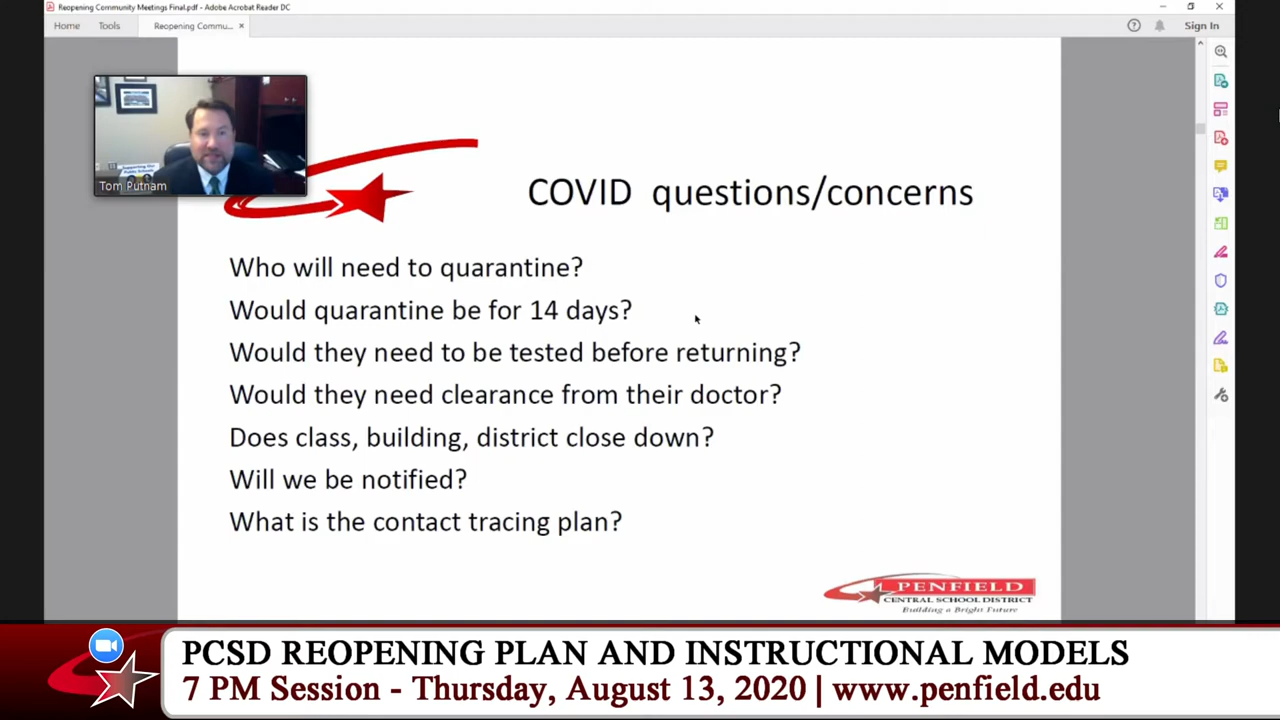 Reopening Community Meetings Final.pdf - Adobe Acrobat Reader DC
Home Tools Reopening Commu... × Sign In
Supporting Our
Public Schools
Tom Putnam
COVID questions/concerns
Who will need to quarantine?
Would quarantine be for 14 days?
Would they need to be tested before returning?
Would they need clearance from their doctor?
Does class, building, district close down?
Will we be notified?
What is the contact tracing plan?
PENFIELD
CENTRAL SCHOOL DISTRICT
Building a Bright Future
PCSD REOPENING PLAN AND INSTRUCTIONAL MODELS
7 PM Session - Thursday, August 13, 2020 | www.penfield.edu